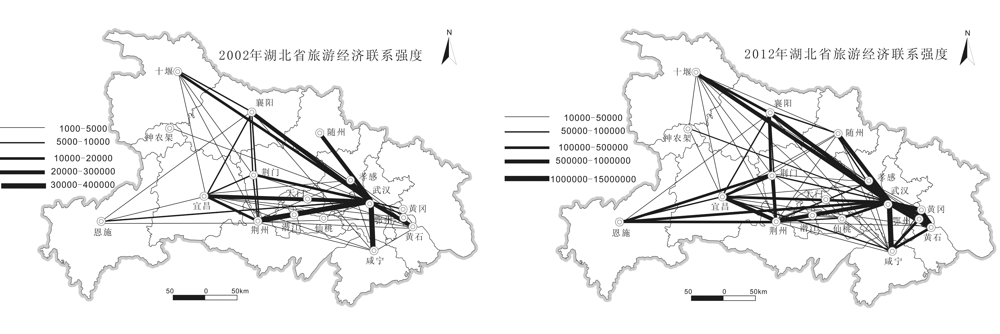 N
2002年湖北省旅游经济联系强度
十堰
襄阳
1000-5000
神农架
随州
5000-10000
10000-20000
荆门
孝感
20000-300000
30000-400000
天门
武汉
宜昌
黄冈
鄂州
恩施
荆州
潜江
仙桃
黄石
咸宁
50 0 50km
N
2012年湖北省旅游经济联系强度
十堰
襄阳
10000-50000
50000-100000
神农架
随州
100000-500000
500000-1000000
荆门
孝感
1000000-15000000
天门
武汉
宜昌
黄冈
鄂州
恩施
荆州
潜江
仙桃
黄石
咸宁
50 0 50km